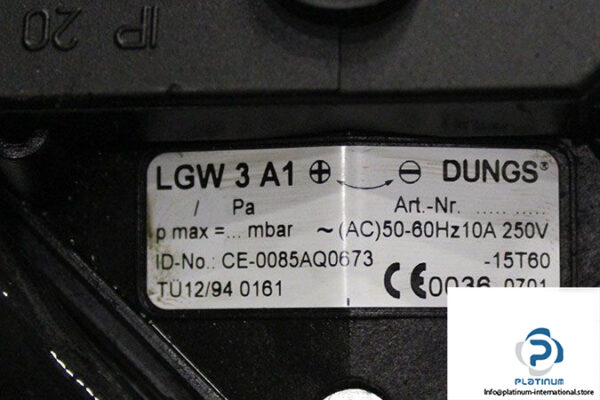 IP 20
LGW 3 A1 ⊕ ⊖ DUNGS®
/ Pa Art.-Nr. ...... ......
p max =... mbar ~(AC)50-60Hz10A 250V
ID-No.: CE-0085AQ0673 -15T60
TÜ12/94 0161 CE0036 0701
PLATINUM
https://platinum-international.store